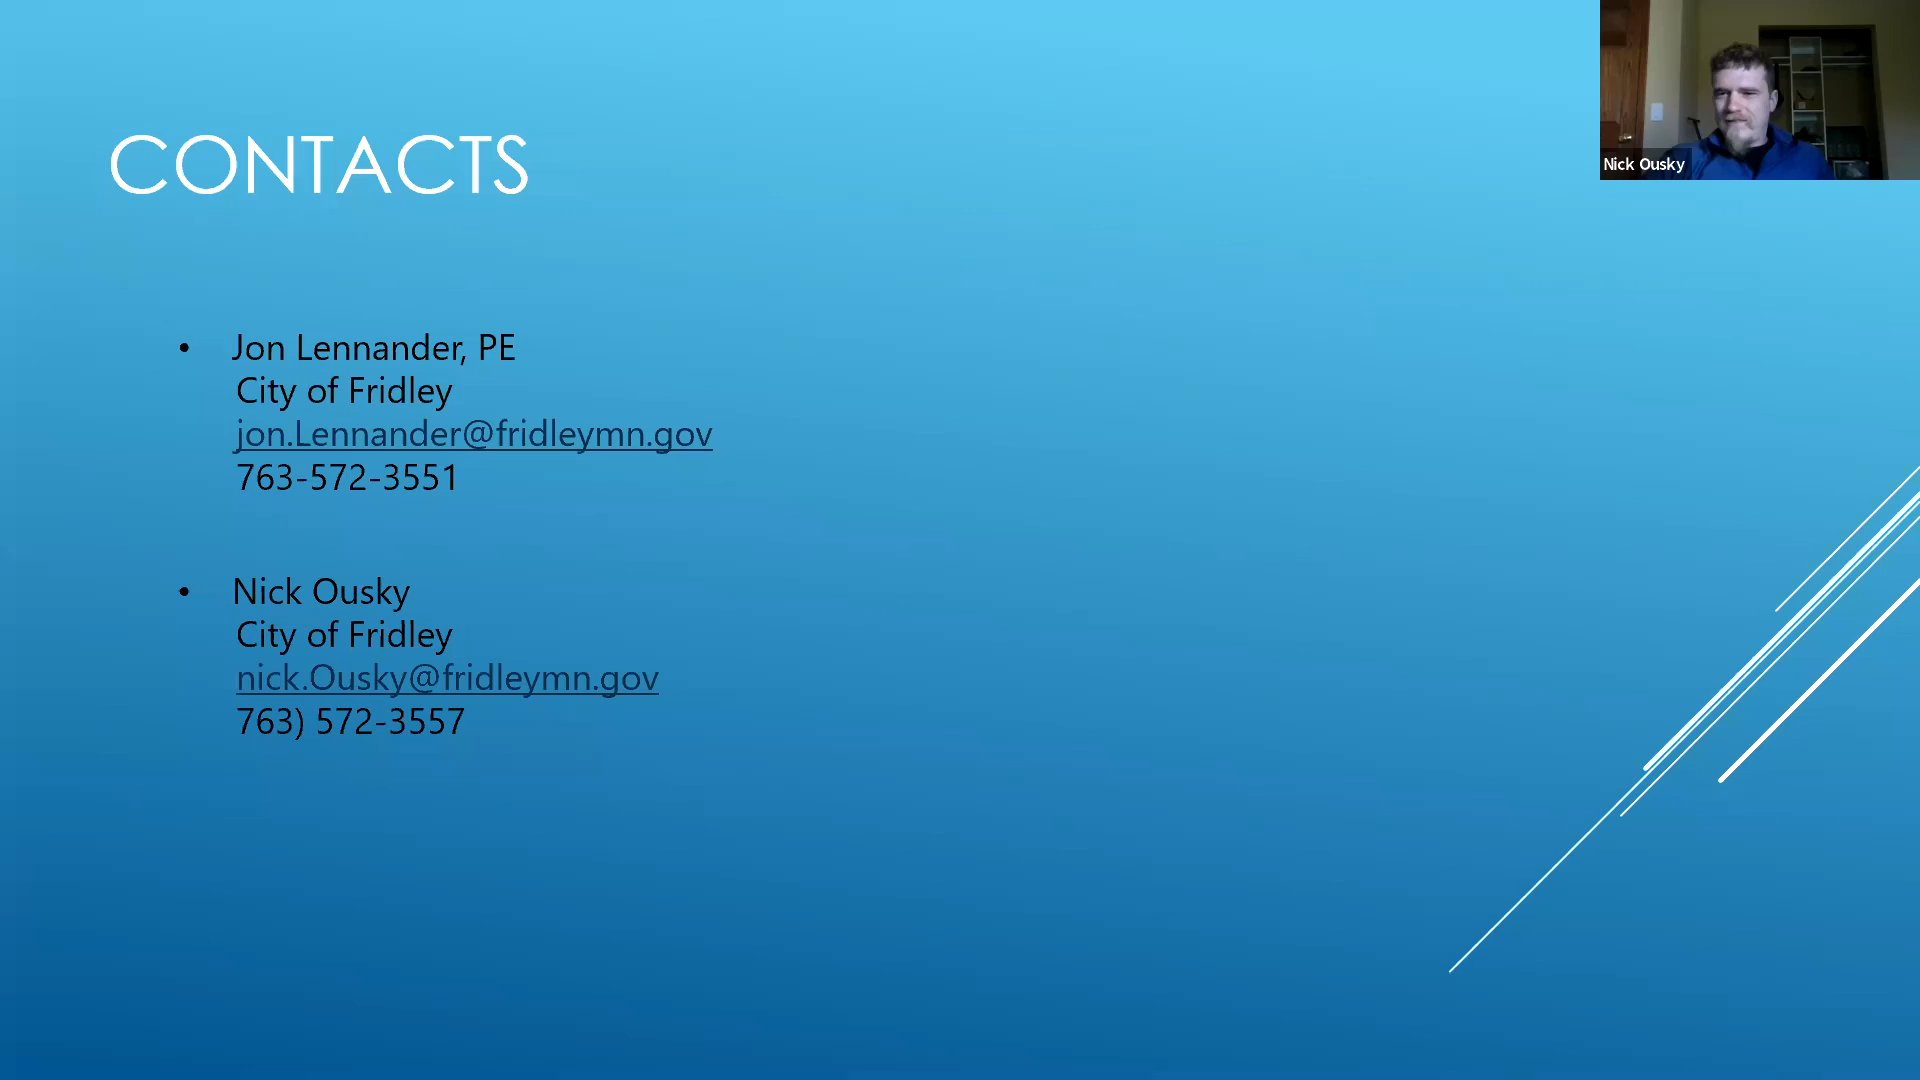 CONTACTS
• Jon Lennander, PE
City of Fridley
jon.Lennander@fridleymn.gov
763-572-3551
• Nick Ousky
City of Fridley
nick.Ousky@fridleymn.gov
763) 572-3557
Nick Ousky